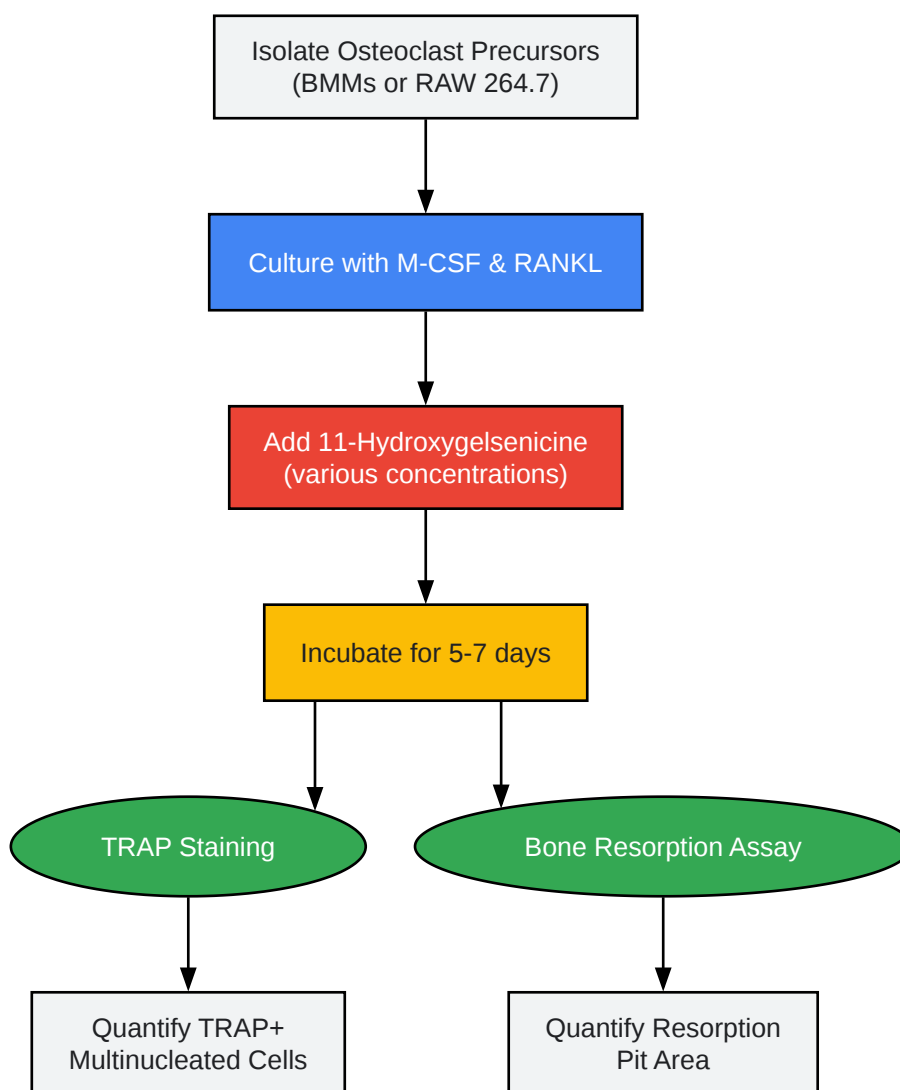 Isolate Osteoclast Precursors
(BMMs or RAW 264.7)
Culture with M-CSF & RANKL
Add 11-Hydroxygelsenicine
(various concentrations)
Incubate for 5-7 days
TRAP Staining
Bone Resorption Assay
Quantify TRAP+
Multinucleated Cells
Quantify Resorption
Pit Area